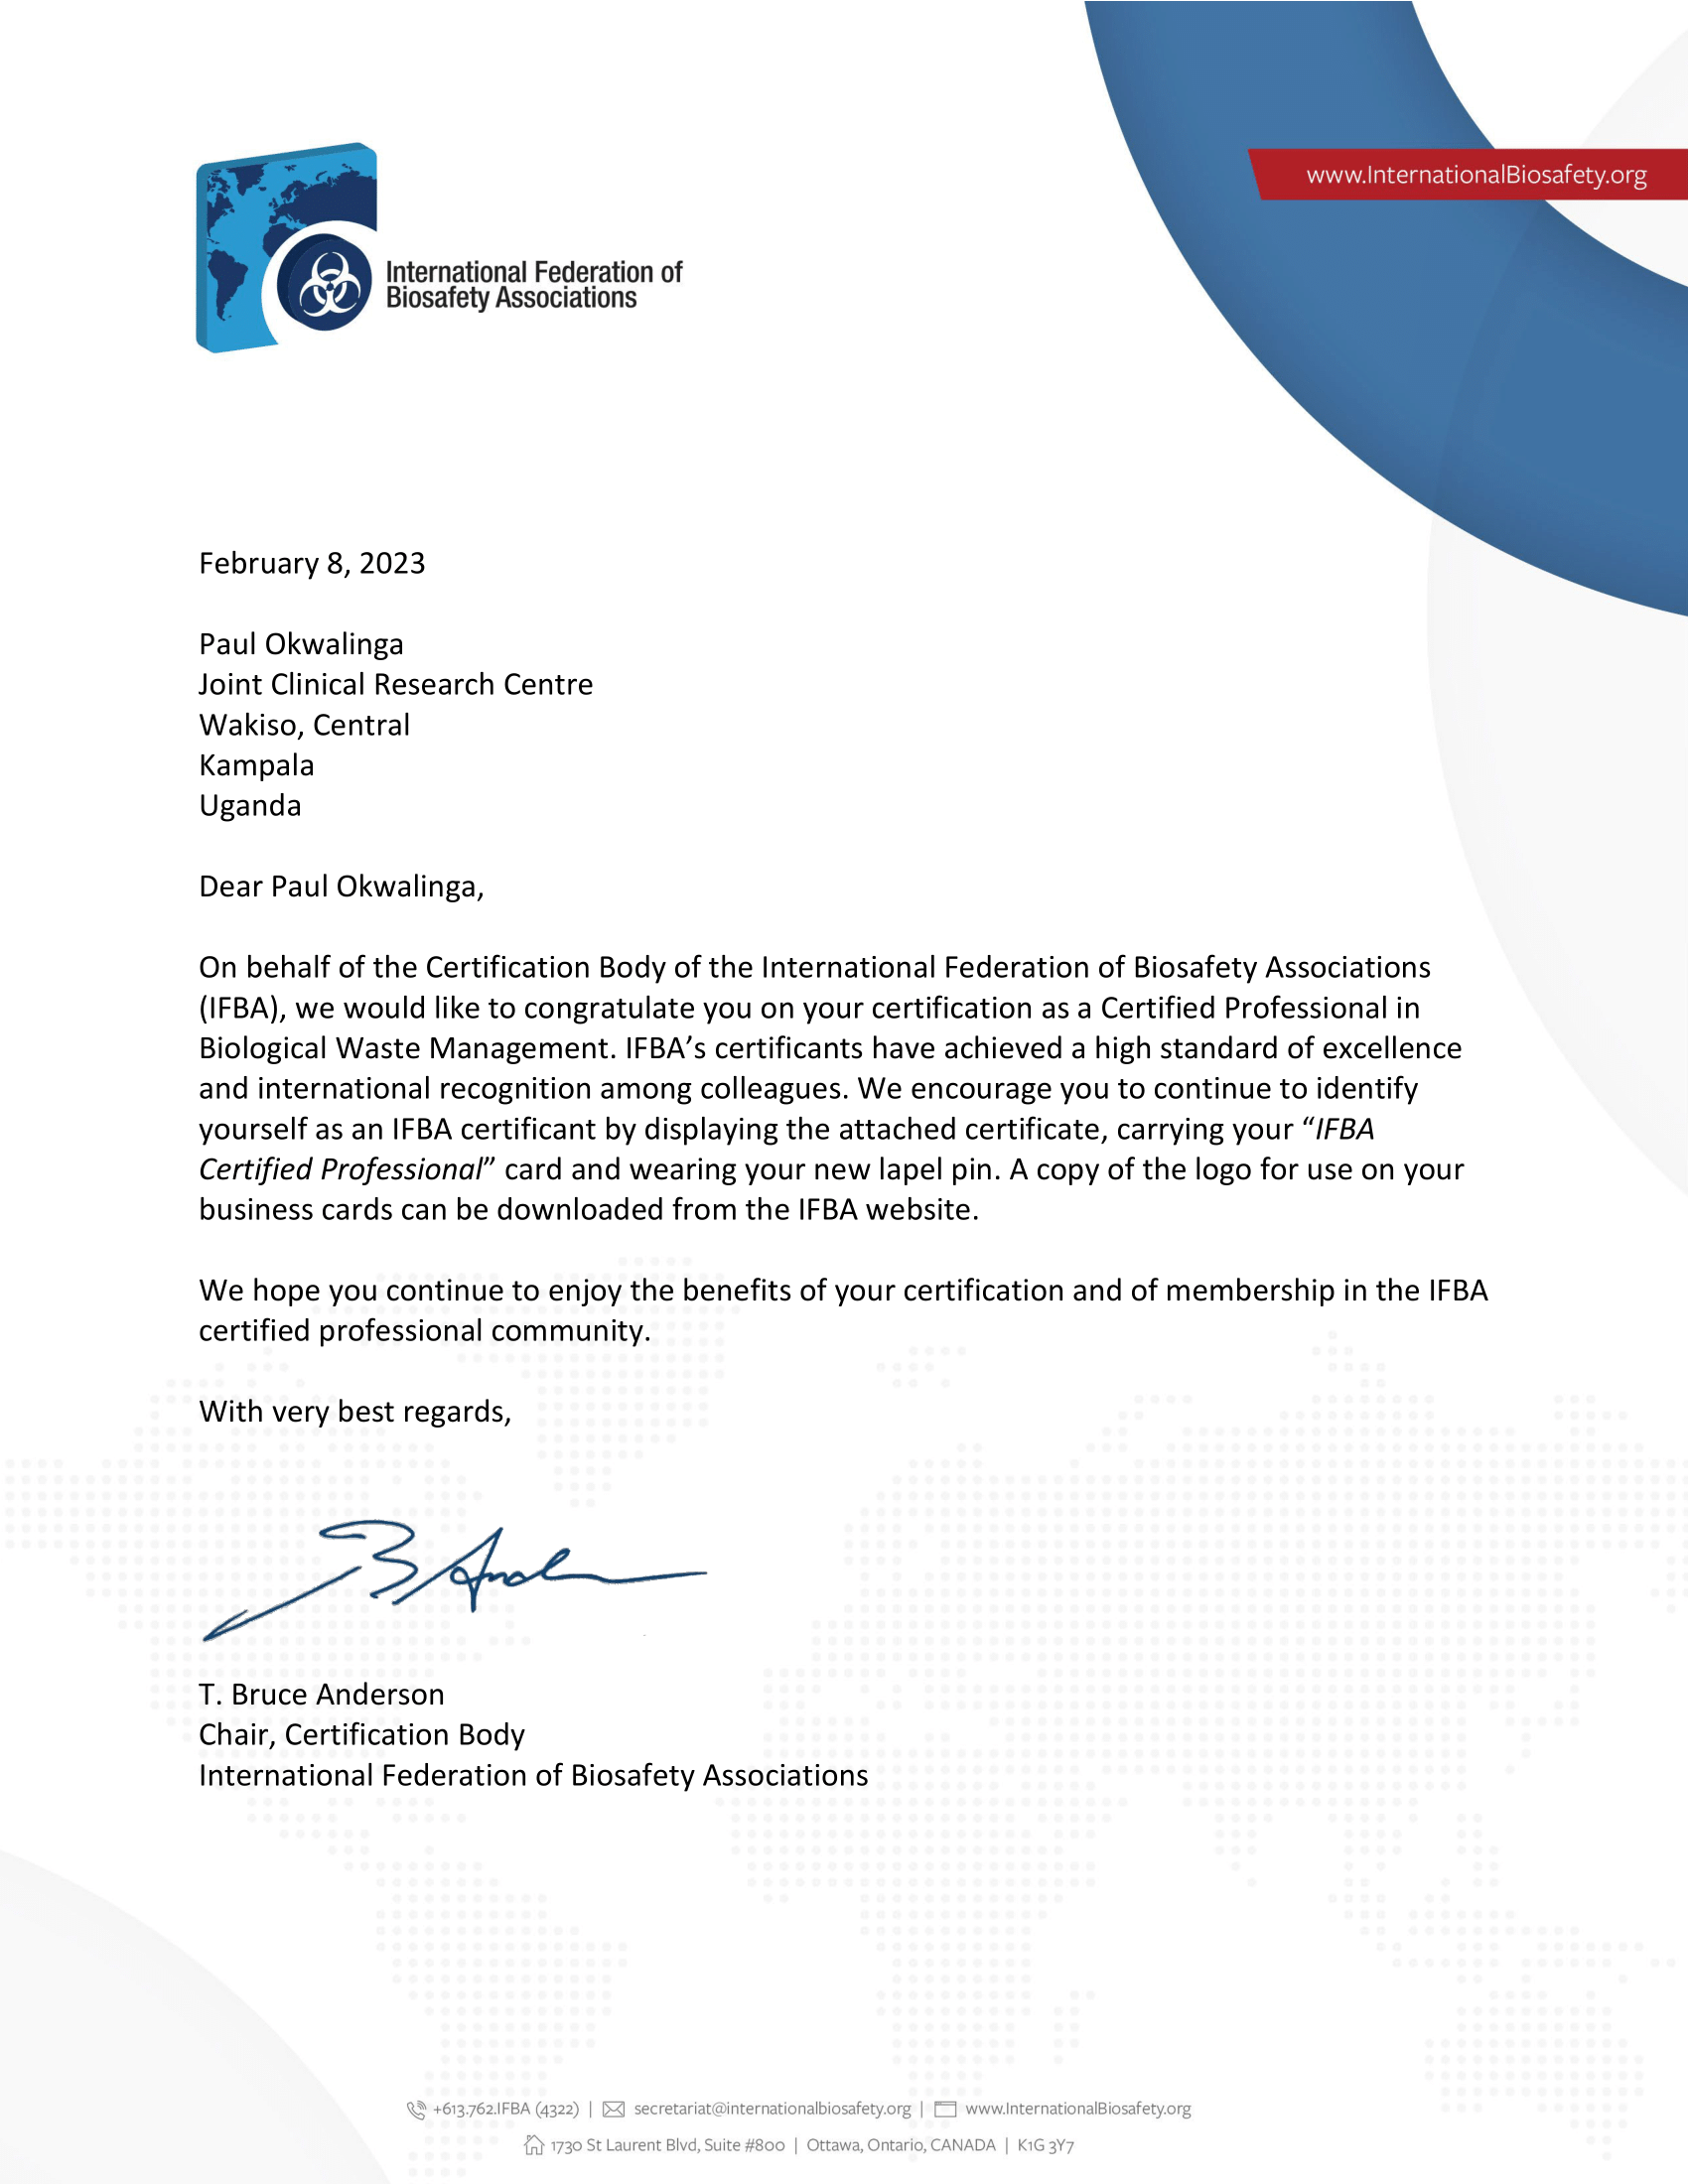 www.InternationalBiosafety.org
International Federation of
Biosafety Associations
February 8, 2023
Paul Okwalinga
Joint Clinical Research Centre
Wakiso, Central
Kampala
Uganda
Dear Paul Okwalinga,
On behalf of the Certification Body of the International Federation of Biosafety Associations
(IFBA), we would like to congratulate you on your certification as a Certified Professional in
Biological Waste Management. IFBA’s certificants have achieved a high standard of excellence
and international recognition among colleagues. We encourage you to continue to identify
yourself as an IFBA certificant by displaying the attached certificate, carrying your “IFBA
Certified Professional” card and wearing your new lapel pin. A copy of the logo for use on your
business cards can be downloaded from the IFBA website.
We hope you continue to enjoy the benefits of your certification and of membership in the IFBA
certified professional community.
With very best regards,
T. Bruce Anderson
Chair, Certification Body
International Federation of Biosafety Associations
+613.762.IFBA (4322) | secretariat@internationalbiosafety.org | www.InternationalBiosafety.org
1730 St Laurent Blvd, Suite #800 | Ottawa, Ontario, CANADA | K1G 3Y7